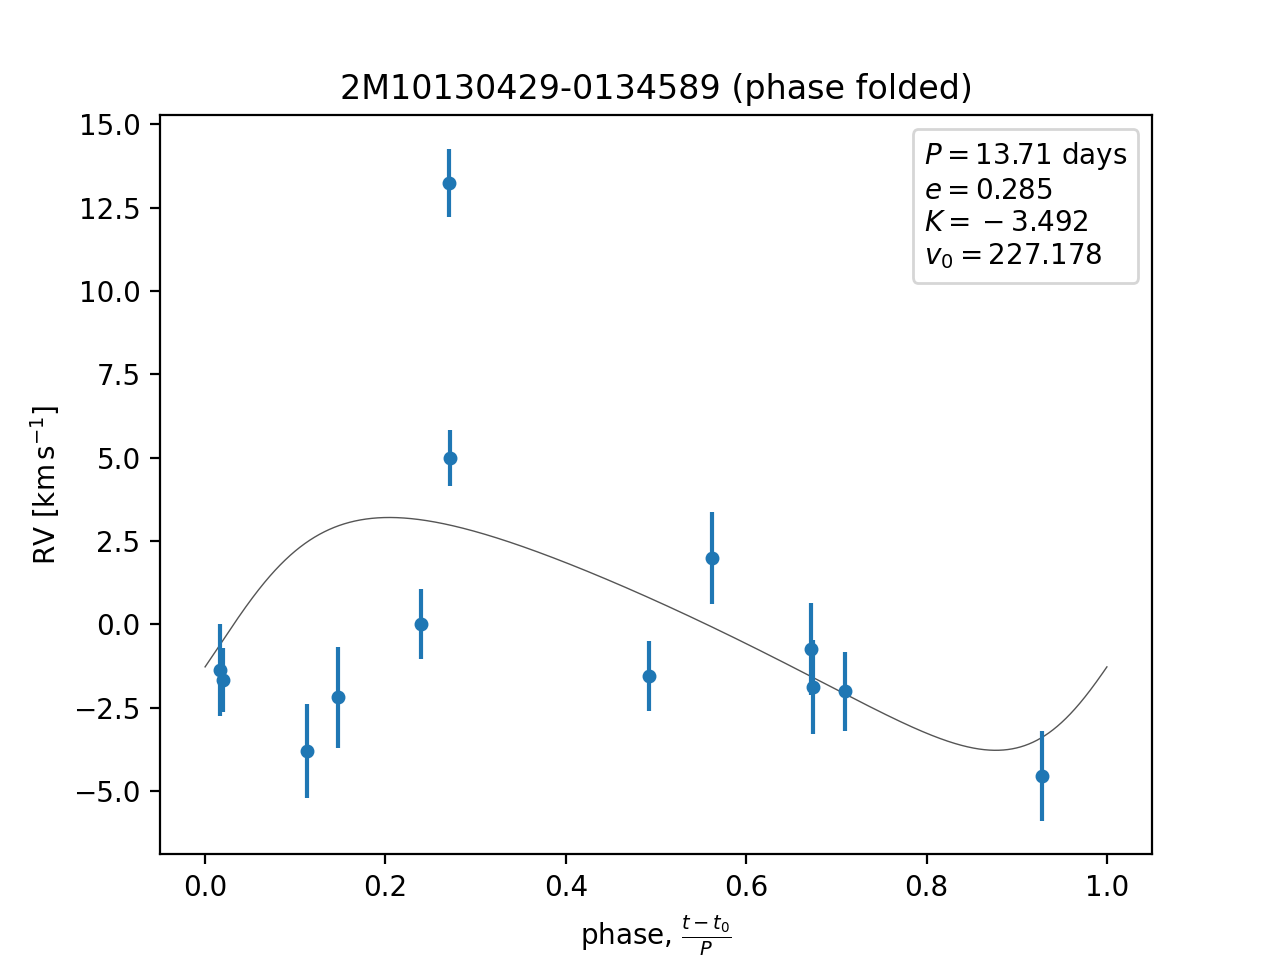 2M10130429-0134589 (phase folded)
P = 13.71 days
e = 0.285
K = − 3.492
v₀ = 227.178
RV [km s⁻¹]
15.0
12.5
10.0
7.5
5.0
2.5
0.0
−2.5
−5.0
0.0 0.2 0.4 0.6 0.8 1.0
phase, (t − t₀)/P